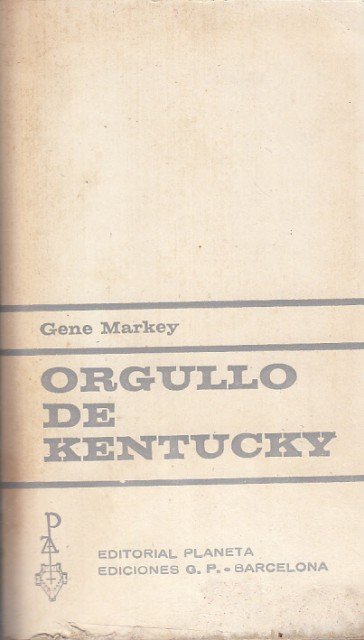 Gene Markey
ORGULLO
DE
KENTUCKY
P
Z
EDITORIAL PLANETA
EDICIONES G. P. - BARCELONA